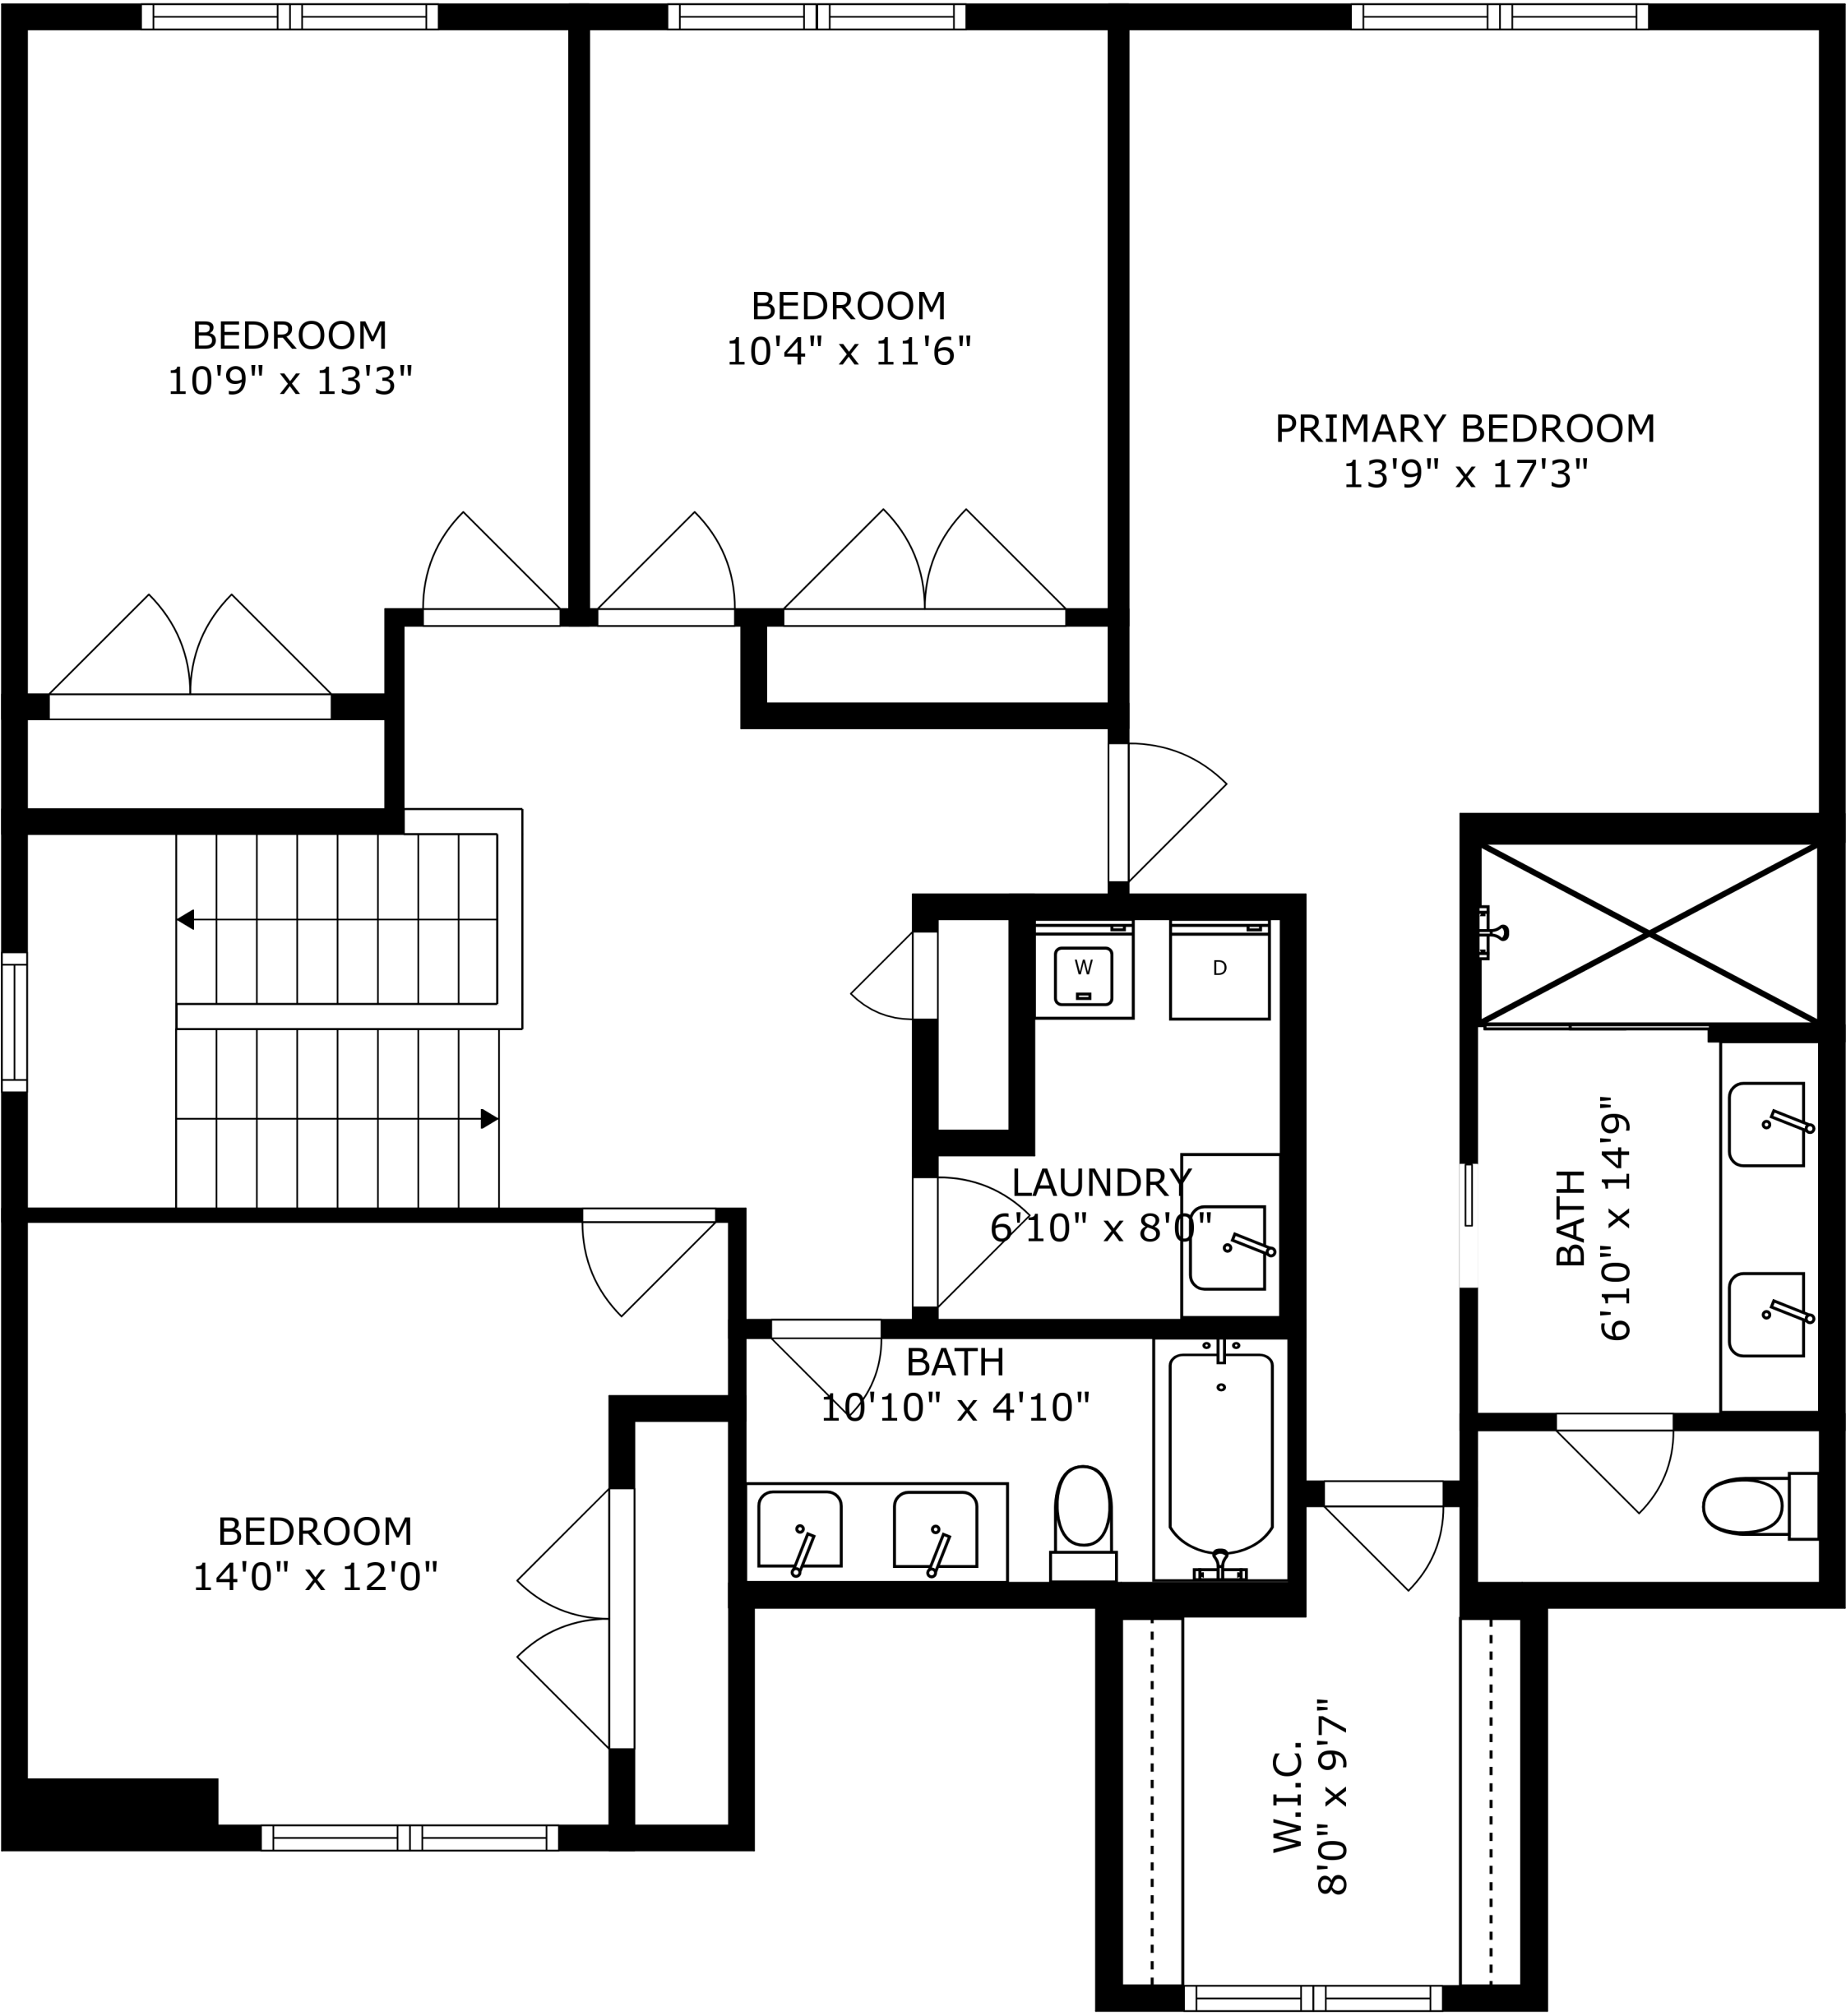 BEDROOM
10'9" x 13'3"
BEDROOM
10'4" x 11'6"
PRIMARY BEDROOM
13'9" x 17'3"
W
D
LAUNDRY
6'10" x 8'0"
BATH
6'10" x 14'9"
BATH
10'10" x 4'10"
BEDROOM
14'0" x 12'0"
W.I.C.
8'0" x 9'7"